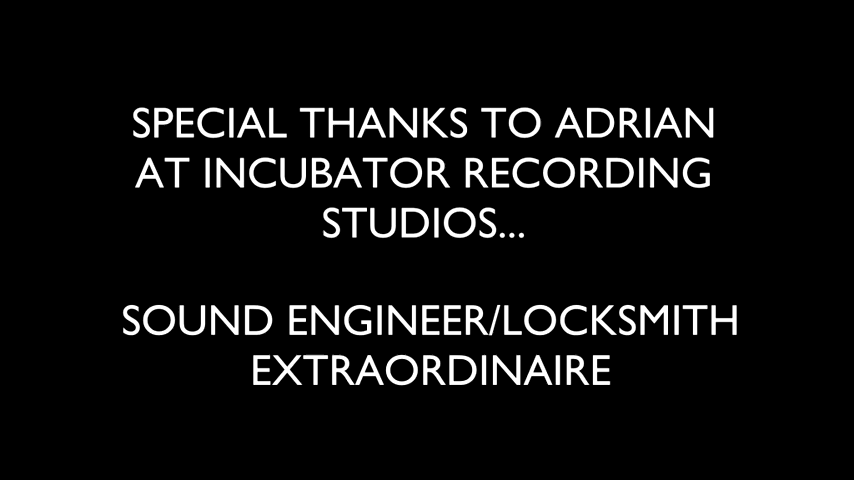 SPECIAL THANKS TO ADRIAN
AT INCUBATOR RECORDING
STUDIOS...
SOUND ENGINEER/LOCKSMITH
EXTRAORDINAIRE